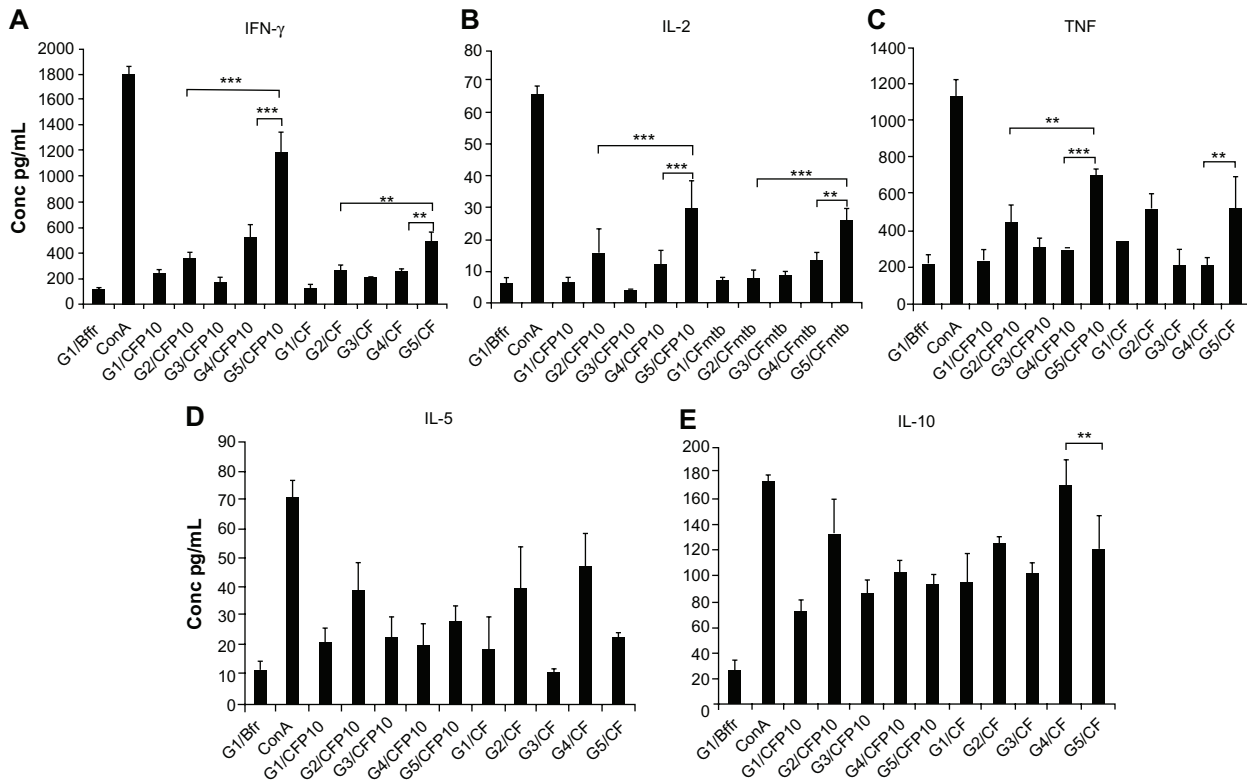 A
IFN-γ
Conc pg/mL
2000
1800
1600
1400
1200
1000
800
600
400
200
0
***
***
**
**
G1/Bffr
ConA
G1/CFP10
G2/CFP10
G3/CFP10
G4/CFP10
G5/CFP10
G1/CF
G2/CF
G3/CF
G4/CF
G5/CF
B
IL-2
80
70
60
50
40
30
20
10
0
***
***
***
**
G1/Bffr
ConA
G1/CFP10
G2/CFP10
G3/CFP10
G4/CFP10
G5/CFP10
G1/CFmtb
G2/CFmtb
G3/CFmtb
G4/CFmtb
G5/CFmtb
C
TNF
1400
1200
1000
800
600
400
200
0
**
***
**
G1/Bffr
ConA
G1/CFP10
G2/CFP10
G3/CFP10
G4/CFP10
G5/CFP10
G1/CF
G2/CF
G3/CF
G4/CF
G5/CF
D
IL-5
Conc pg/mL
90
80
70
60
50
40
30
20
10
0
G1/Bffr
ConA
G1/CFP10
G2/CFP10
G3/CFP10
G4/CFP10
G5/CFP10
G1/CF
G2/CF
G3/CF
G4/CF
G5/CF
E
IL-10
200
180
160
140
120
100
80
60
40
20
0
**
G1/Bffr
ConA
G1/CFP10
G2/CFP10
G3/CFP10
G4/CFP10
G5/CFP10
G1/CF
G2/CF
G3/CF
G4/CF
G5/CF